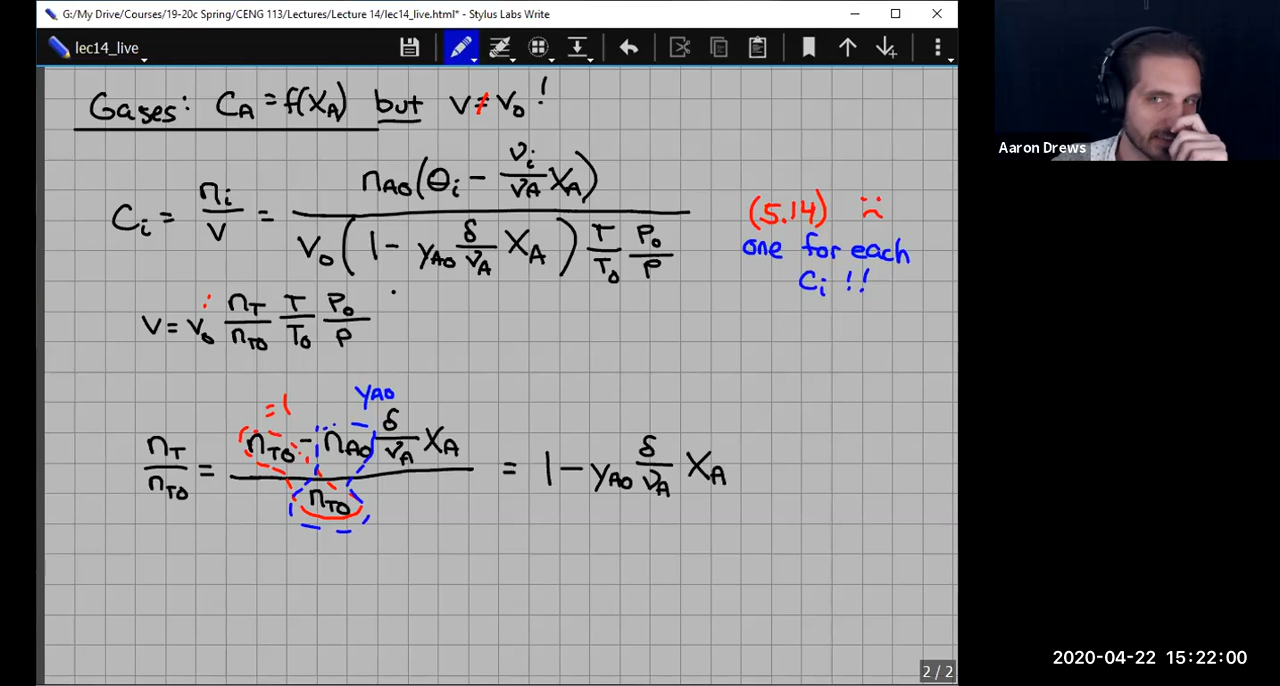 G:/My Drive/Courses/19-20c Spring/CENG 113/Lectures/Lecture 14/lec14_live.html* - Stylus Labs Write
lec14_live
Aaron Drews
Gases: C_A = f(X_A) but V ≠ V_0 !
C_i = n_i / V = n_A0 (Θ_i - ν_i/ν_A X_A) / V_0 (1 - y_A0 δ/ν_A X_A) T/T_0 P_0/P
(5.14) :(
one for each
C_i !!
V = V_0 n_T/n_T0 T/T_0 P_0/P
=1
y_A0
n_T/n_T0 = (n_T0 - n_A0 δ/ν_A X_A) / n_T0 = 1 - y_A0 δ/ν_A X_A
2 / 2
2020-04-22 15:22:00